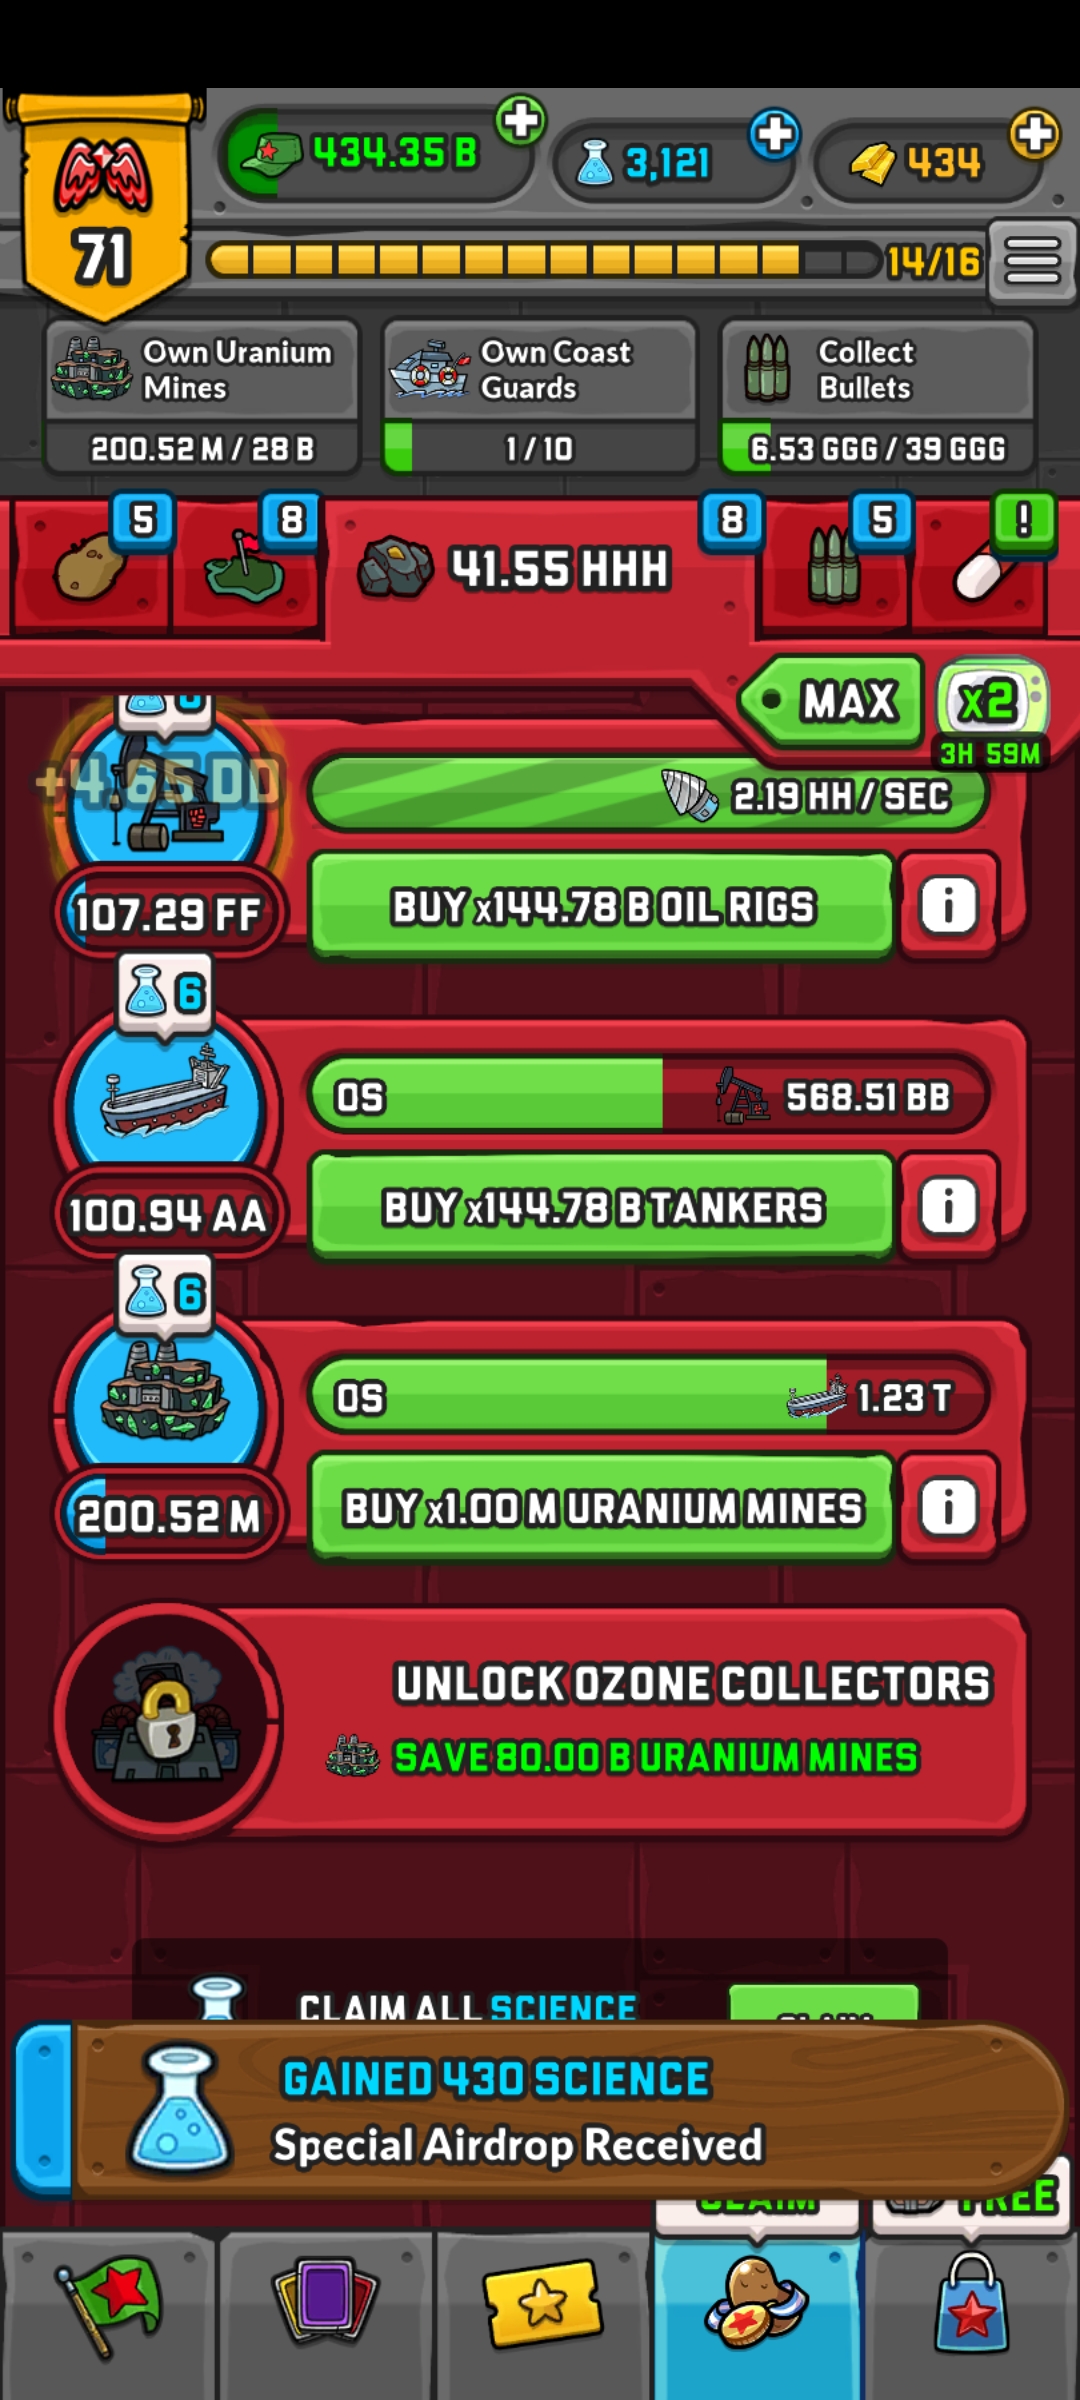 434.35 B
3,121
434
71
14/16
Own Uranium
Mines
200.52 M / 28 B
Own Coast
Guards
1 / 10
Collect
Bullets
6.53 GGG / 39 GGG
5
8
41.55 HHH
8
5
!
MAX
x2
3H 59M
+4.65 DD
2.19 HH / SEC
107.29 FF
BUY x144.78 B OIL RIGS
i
6
0S
568.51 BB
100.94 AA
BUY x144.78 B TANKERS
i
6
0S
1.23 T
200.52 M
BUY x1.00 M URANIUM MINES
i
UNLOCK OZONE COLLECTORS
SAVE 80.00 B URANIUM MINES
CLAIM ALL SCIENCE
GAINED 430 SCIENCE
Special Airdrop Received
CLAIM
FREE